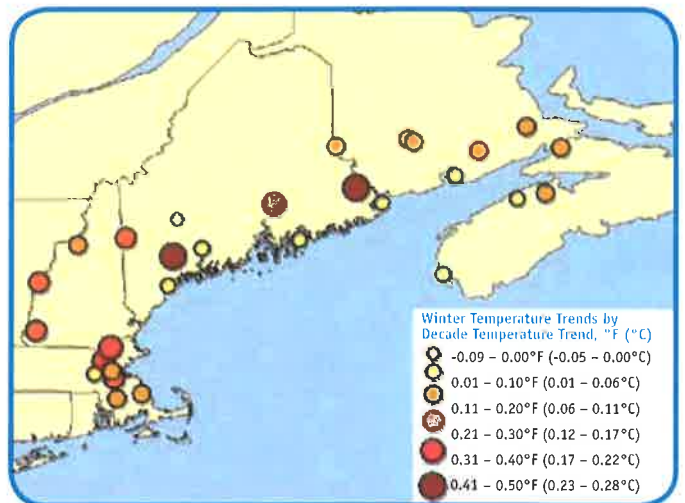 Winter Temperature Trends by
Decade Temperature Trend, °F (°C)
-0.09 – 0.00°F (-0.05 – 0.00°C)
0.01 – 0.10°F (0.01 – 0.06°C)
0.11 – 0.20°F (0.06 – 0.11°C)
0.21 – 0.30°F (0.12 – 0.17°C)
0.31 – 0.40°F (0.17 – 0.22°C)
0.41 – 0.50°F (0.23 – 0.28°C)